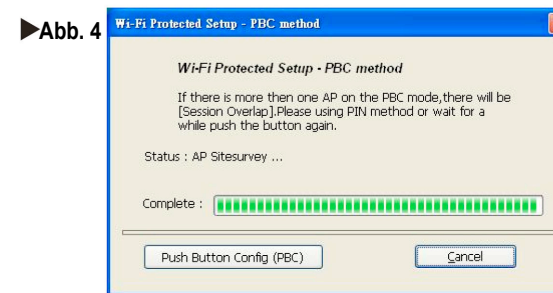 ▶Abb. 4
Wi-Fi Protected Setup - PBC method
Wi-Fi Protected Setup - PBC method
If there is more then one AP on the PBC mode,there will be
[Session Overlap].Please using PIN method or wait for a
while push the button again.
Status : AP Sitesurvey ...
Complete :
Push Button Config (PBC)
Cancel